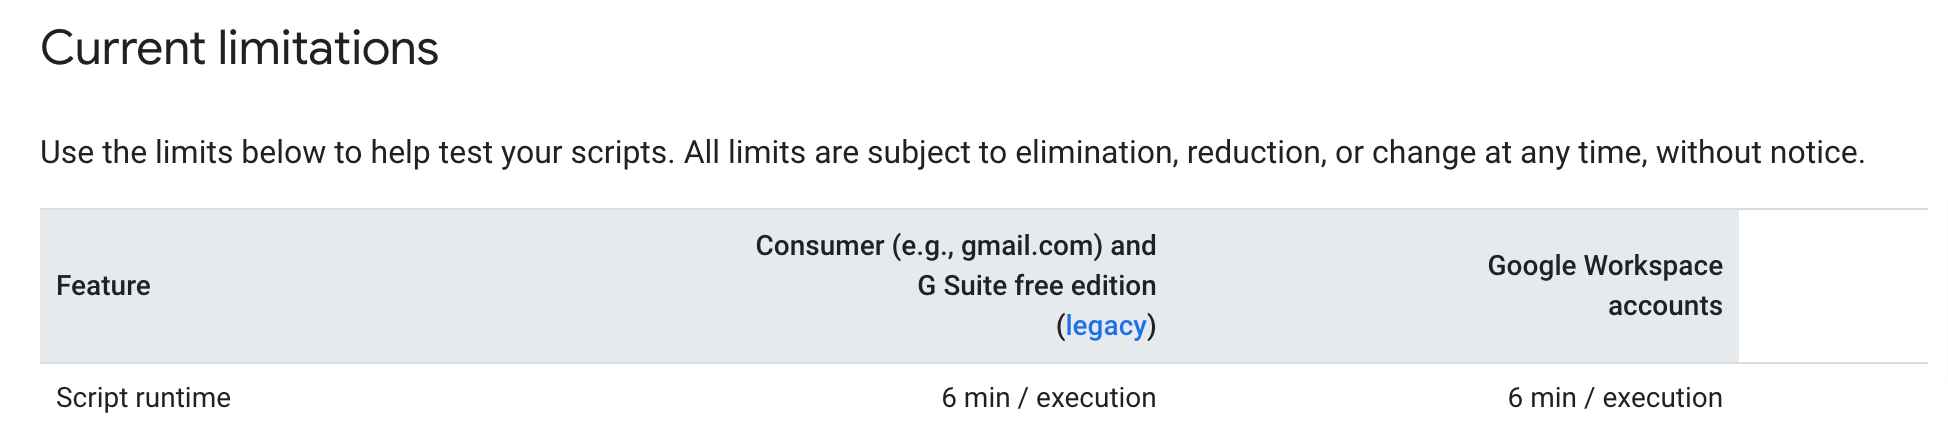 Current limitations
Use the limits below to help test your scripts. All limits are subject to elimination, reduction, or change at any time, without notice.
Feature
Consumer (e.g., gmail.com) and
G Suite free edition
(legacy)
Google Workspace
accounts
Script runtime
6 min / execution
6 min / execution